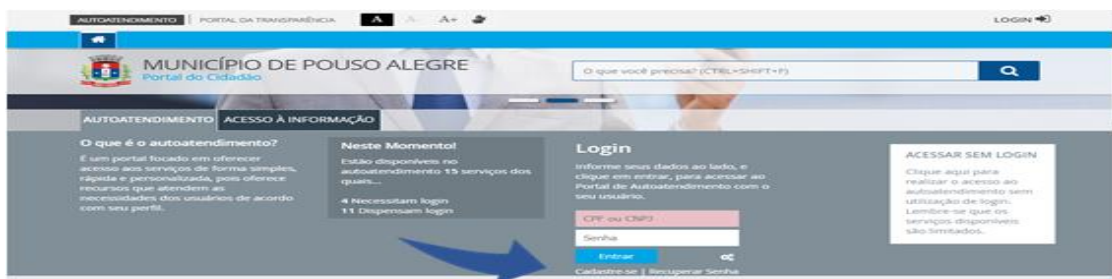 AUTOATENDIMENTO | PORTAL DA TRANSPARÊNCIA A A- A+ LOGIN
MUNICÍPIO DE POUSO ALEGRE
Portal do Cidadão
O que você precisa? (CTRL+SHIFT+P)
AUTOATENDIMENTO ACESSO À INFORMAÇÃO
O que é o autoatendimento?
É um portal focado em oferecer
acesso aos serviços de forma simples,
rápida e personalizada, pois oferece
recursos que atendem as
necessidades dos usuários de acordo
com seu perfil.
Neste Momento!
Estão disponíveis no
autoatendimento 15 serviços dos
quais...
4 Necessitam login
11 Dispensam login
Login
Informe seus dados ao lado, e
clique em entrar, para acessar ao
Portal de Autoatendimento com o
seu usuário.
CPF ou CNPJ
Senha
Entrar
Cadastre-se | Recuperar Senha
ACESSAR SEM LOGIN
Clique aqui para
realizar o acesso ao
autoatendimento sem
utilização de login.
Lembre-se que os
serviços disponíveis
são limitados.